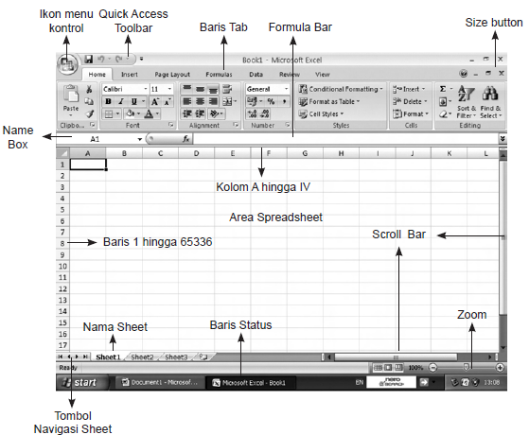 Ikon menu kontrol
Quick Access Toolbar
Baris Tab
Formula Bar
Size button
Book1 - Microsoft Excel
Home Insert Page Layout Formulas Data Review View
Calibri 11 General Conditional Formatting Insert Σ
Paste B I U A A % Format as Table Delete Sort & Filter Find & Select
A Cell Styles Format
Clipbo... Font Alignment Number Styles Cells Editing
Name Box
A1 fx
A B C D E F G H I J K L
1
2
3 Kolom A hingga IV
4
5
6 Area Spreadsheet
7 Scroll Bar
8 Baris 1 hingga 65336
9
10
11
12
13
14 Zoom
15 Nama Sheet Baris Status
16
17
Sheet1 Sheet2 Sheet3
Ready 100%
start Document1 - Microsof... Microsoft Excel - Book1 EN nero 13:08
Tombol Navigasi Sheet